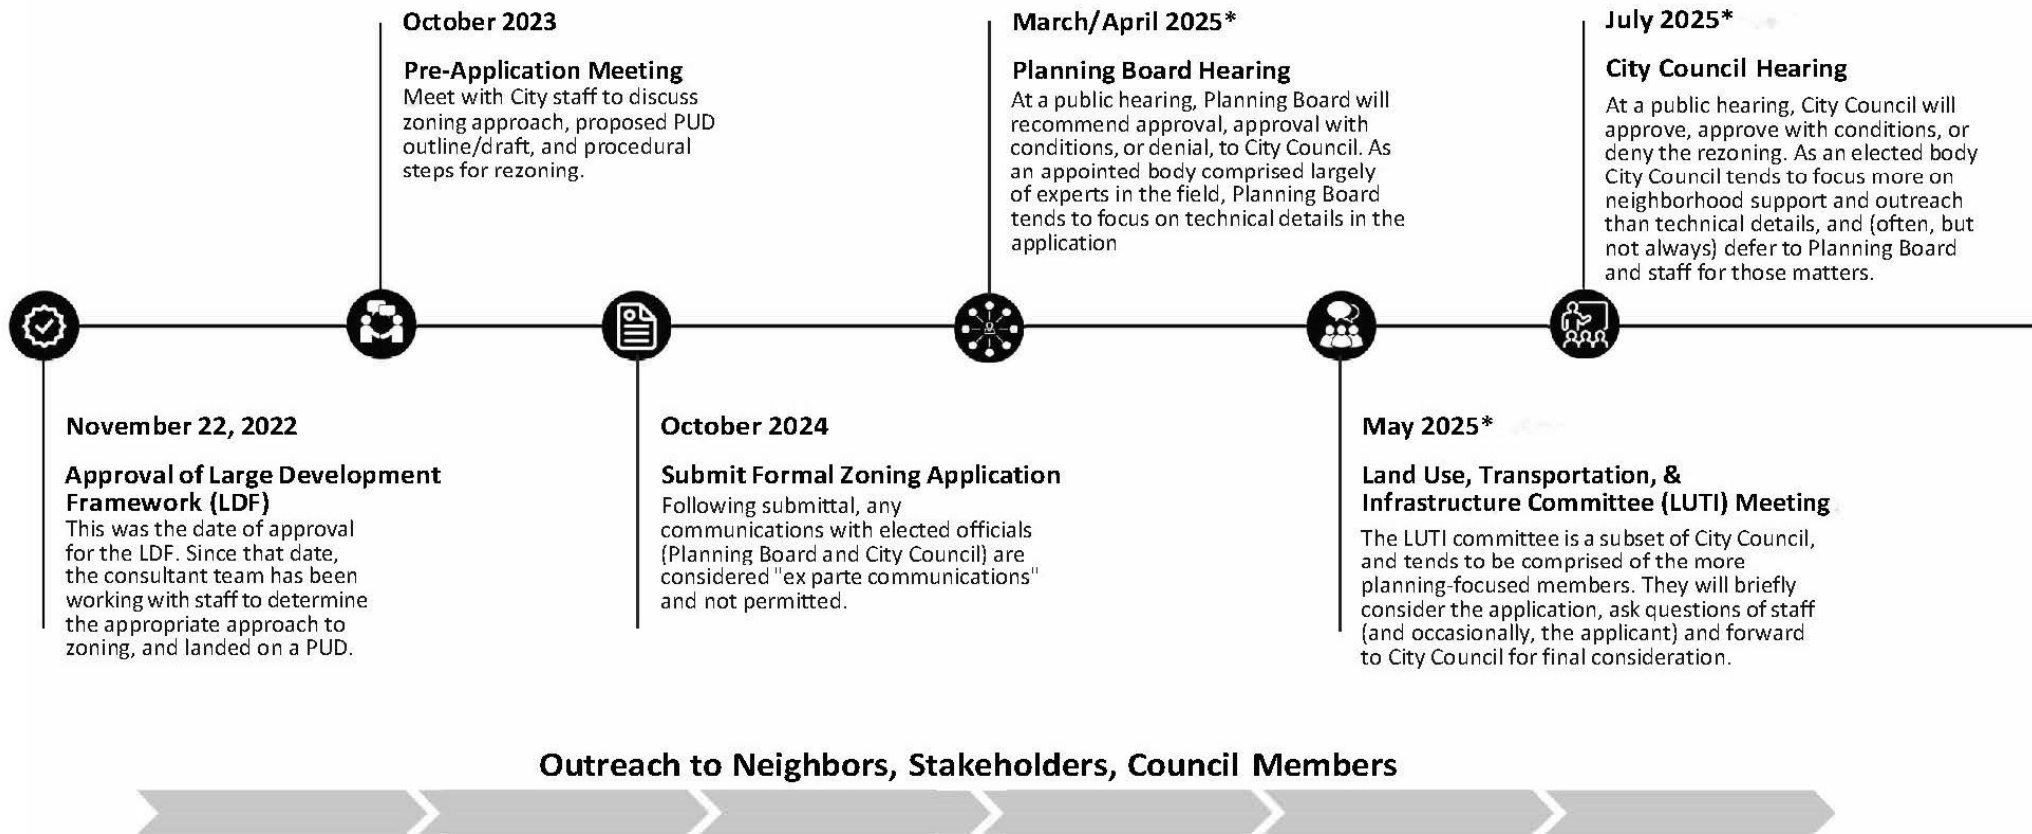 October 2023
Pre-Application Meeting
Meet with City staff to discuss
zoning approach, proposed PUD
outline/draft, and procedural
steps for rezoning.
March/April 2025*
Planning Board Hearing
At a public hearing, Planning Board will
recommend approval, approval with
conditions, or denial, to City Council. As
an appointed body comprised largely
of experts in the field, Planning Board
tends to focus on technical details in the
application
July 2025*
City Council Hearing
At a public hearing, City Council will
approve, approve with conditions, or
deny the rezoning. As an elected body
City Council tends to focus more on
neighborhood support and outreach
than technical details, and (often, but
not always) defer to Planning Board
and staff for those matters.
November 22, 2022
Approval of Large Development
Framework (LDF)
This was the date of approval
for the LDF. Since that date,
the consultant team has been
working with staff to determine
the appropriate approach to
zoning, and landed on a PUD.
October 2024
Submit Formal Zoning Application
Following submittal, any
communications with elected officials
(Planning Board and City Council) are
considered "ex parte communications"
and not permitted.
May 2025*
Land Use, Transportation, &
Infrastructure Committee (LUTI) Meeting
The LUTI committee is a subset of City Council,
and tends to be comprised of the more
planning-focused members. They will briefly
consider the application, ask questions of staff
(and occasionally, the applicant) and forward
to City Council for final consideration.
Outreach to Neighbors, Stakeholders, Council Members